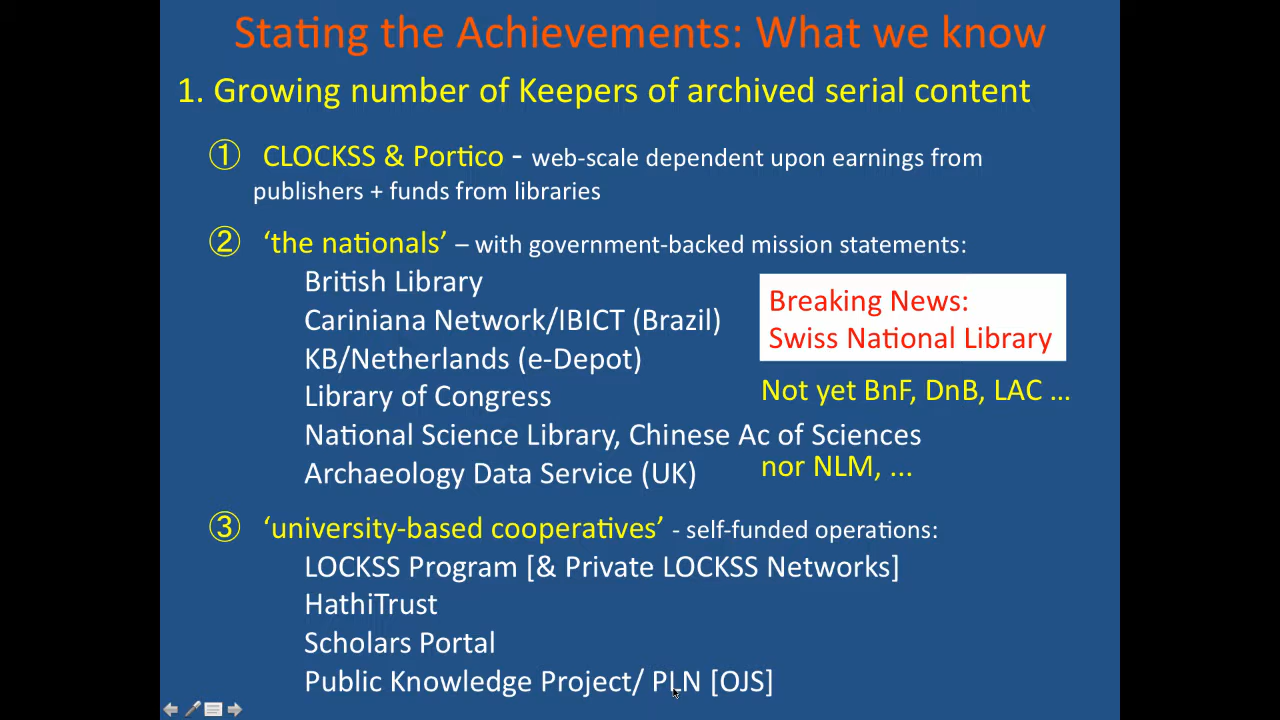 Stating the Achievements: What we know
1. Growing number of Keepers of archived serial content
① CLOCKSS & Portico - web-scale dependent upon earnings from
publishers + funds from libraries
② ‘the nationals’ – with government-backed mission statements:
British Library
Cariniana Network/IBICT (Brazil)
KB/Netherlands (e-Depot)
Library of Congress
National Science Library, Chinese Ac of Sciences
Archaeology Data Service (UK)
Breaking News:
Swiss National Library
Not yet BnF, DnB, LAC ...
nor NLM, ...
③ ‘university-based cooperatives’ - self-funded operations:
LOCKSS Program [& Private LOCKSS Networks]
HathiTrust
Scholars Portal
Public Knowledge Project/ PLN [OJS]